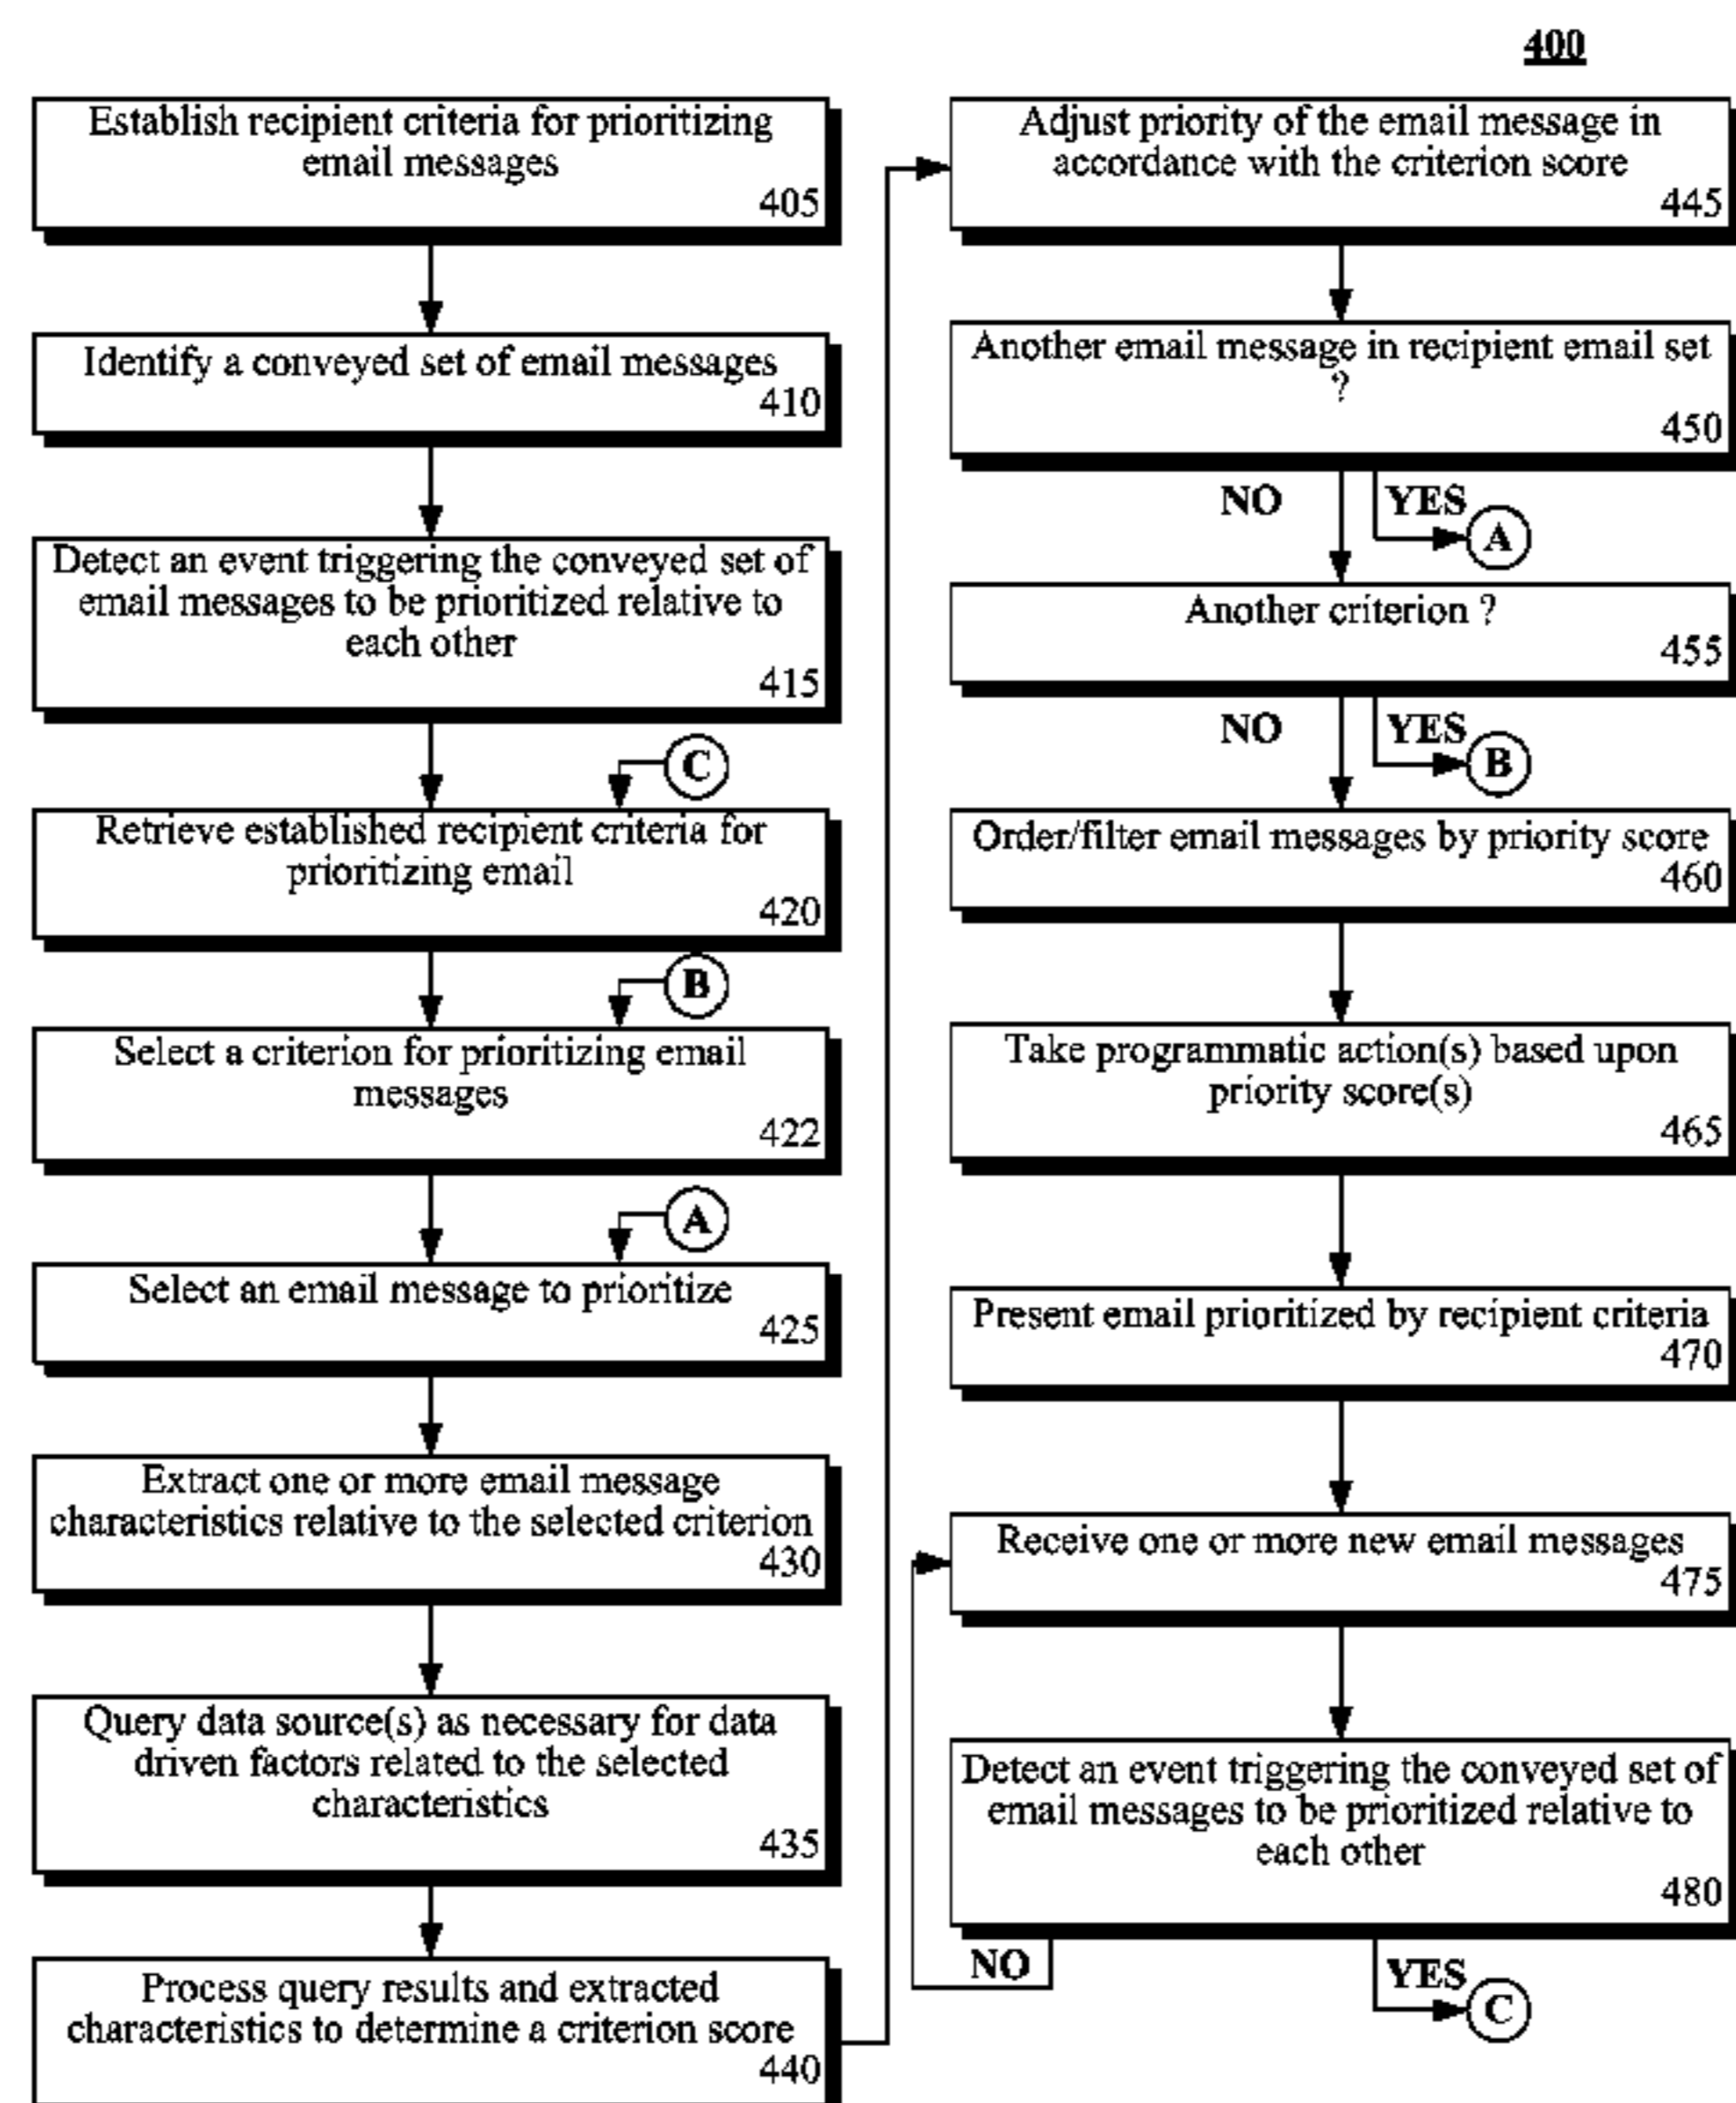 400
Establish recipient criteria for prioritizing
email messages
405
Identify a conveyed set of email messages
410
Detect an event triggering the conveyed set of
email messages to be prioritized relative to
each other
415
C
Retrieve established recipient criteria for
prioritizing email
420
B
Select a criterion for prioritizing email
messages
422
A
Select an email message to prioritize
425
Extract one or more email message
characteristics relative to the selected criterion
430
Query data source(s) as necessary for data
driven factors related to the selected
characteristics
435
Process query results and extracted
characteristics to determine a criterion score
440
Adjust priority of the email message in
accordance with the criterion score
445
Another email message in recipient email set
?
450
NO YES
A
Another criterion ?
455
NO YES
B
Order/filter email messages by priority score
460
Take programmatic action(s) based upon
priority score(s)
465
Present email prioritized by recipient criteria
470
Receive one or more new email messages
475
Detect an event triggering the conveyed set of
email messages to be prioritized relative to
each other
480
NO YES
C